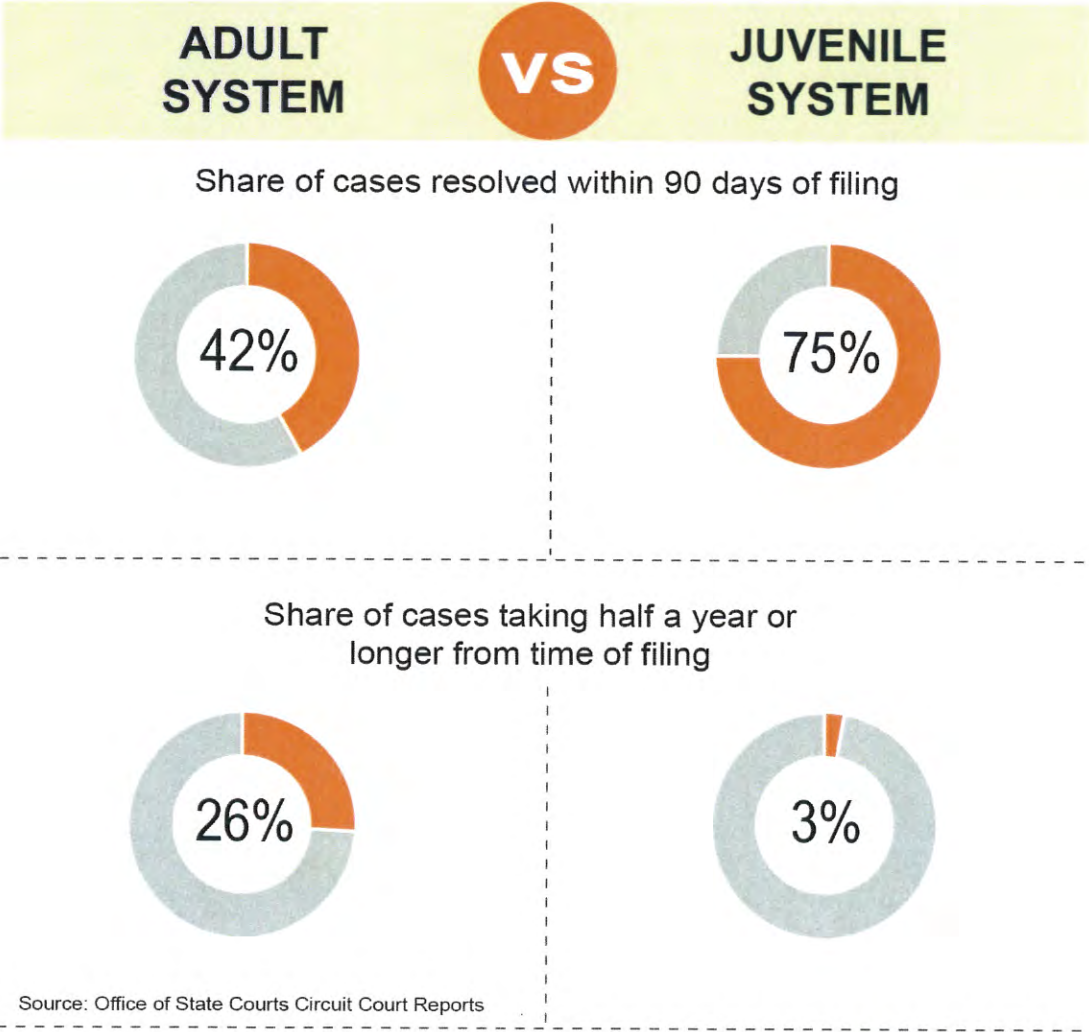 ADULT
SYSTEM
VS
JUVENILE
SYSTEM
Share of cases resolved within 90 days of filing
42%
75%
Share of cases taking half a year or
longer from time of filing
26%
3%
Source: Office of State Courts Circuit Court Reports